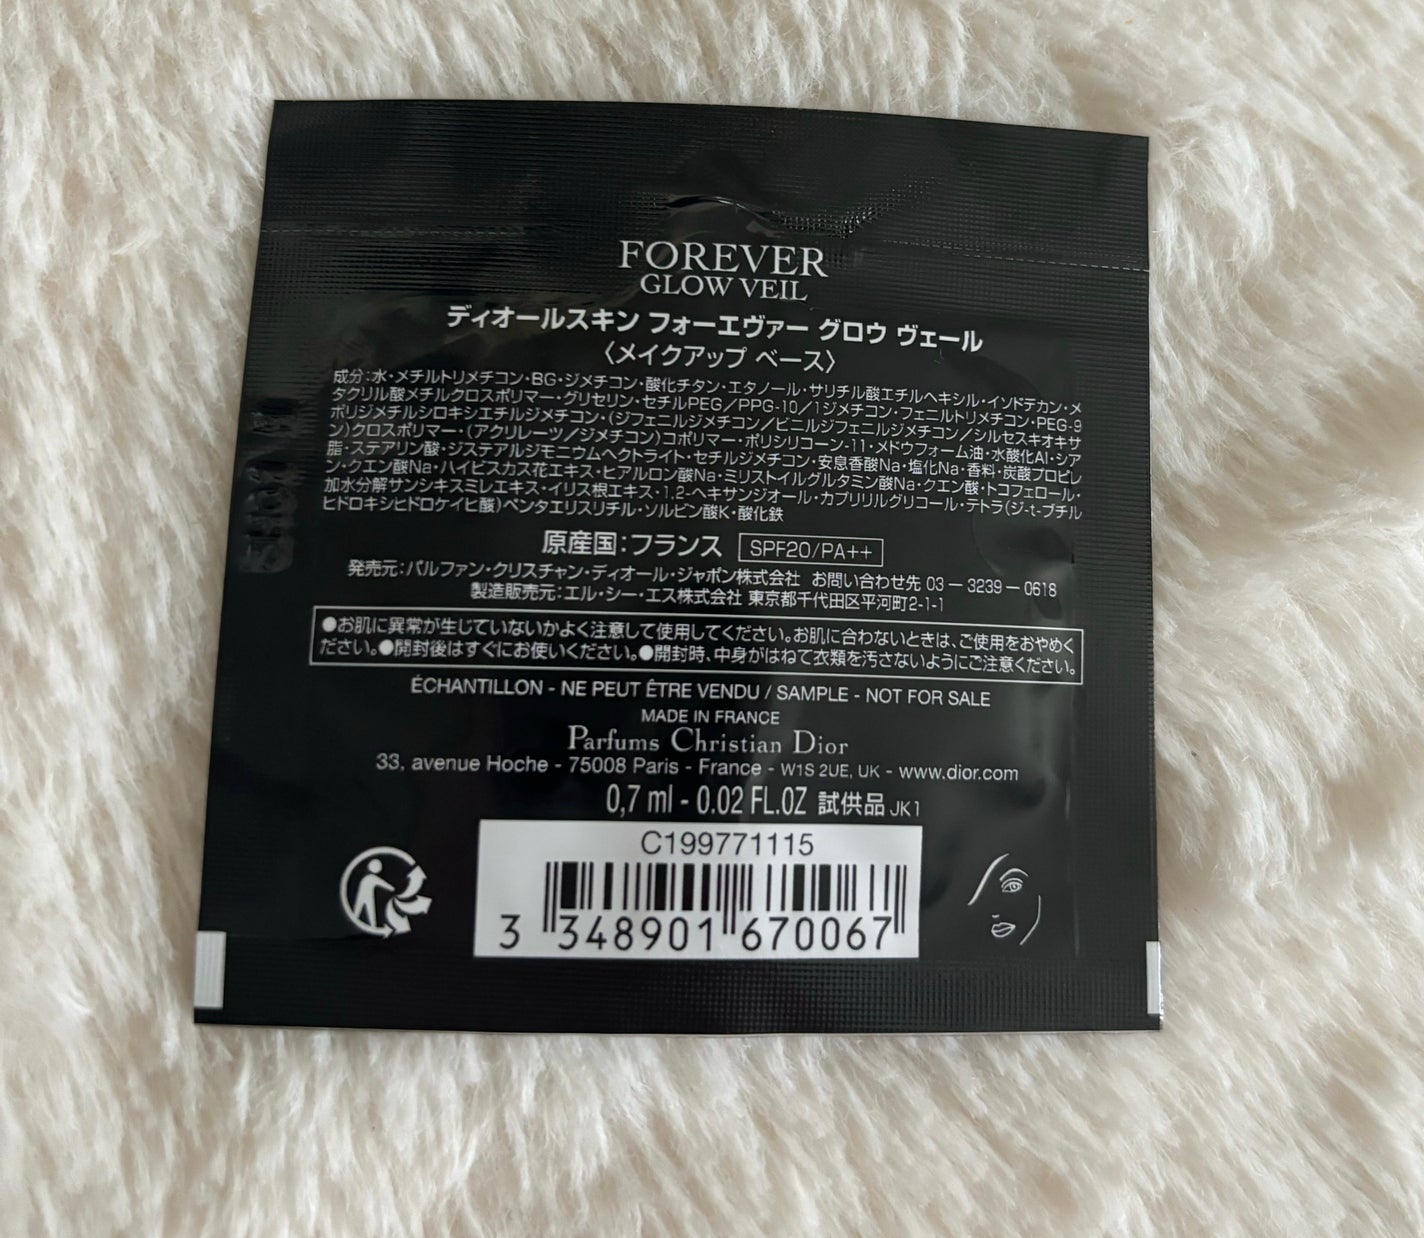 FOREVER
GLOW VEIL
ディオールスキン フォーエヴァー グロウ ヴェール
〈メイクアップ ベース〉
成分：水・メチルトリメチコン・BG・ジメチコン・酸化チタン・エタノール・サリチル酸エチルヘキシル・イソドデカン・メ
タクリル酸メチルクロスポリマー・グリセリン・セチルPEG／PPG-10／1ジメチコン・フェニルトリメチコン・PEG-9
ポリジメチルシロキシエチルジメチコン・(ジフェニルジメチコン／ビニルジフェニルジメチコン／シルセスキオキサ
ン)クロスポリマー・(アクリレーツ／ジメチコン)コポリマー・ポリシリコーン-11・メドウフォーム油・水酸化Al・シア
脂・ステアリン酸・ジステアルジモニウムヘクトライト・セチルジメチコン・安息香酸Na・塩化Na・香料・炭酸プロピレ
ン・クエン酸Na・ハイビスカス花エキス・ヒアルロン酸Na・ミリストイルグルタミン酸Na・クエン酸・トコフェロール・
加水分解サンシキスミレエキス・イリス根エキス・1,2-ヘキサンジオール・カプリリルグリコール・テトラ(ジ-t-ブチル
ヒドロキシヒドロケイヒ酸)ペンタエリスリチル・ソルビン酸K・酸化鉄
原産国：フランス SPF20/PA++
発売元：パルファン・クリスチャン・ディオール・ジャポン株式会社 お問い合わせ先 03－3239－0618
製造販売元：エル・シー・エス株式会社 東京都千代田区平河町2-1-1
●お肌に異常が生じていないかよく注意して使用してください。お肌に合わないときは、ご使用をおやめく
ださい。●開封後はすぐにお使いください。●開封時、中身がはねて衣類を汚さないようにご注意ください。
ÉCHANTILLON - NE PEUT ÊTRE VENDU / SAMPLE - NOT FOR SALE
MADE IN FRANCE
Parfums Christian Dior
33, avenue Hoche - 75008 Paris - France - W1S 2UE, UK - www.dior.com
0,7 ml - 0.02 FL.OZ 試供品 JK1
C199771115
3 348901 670067